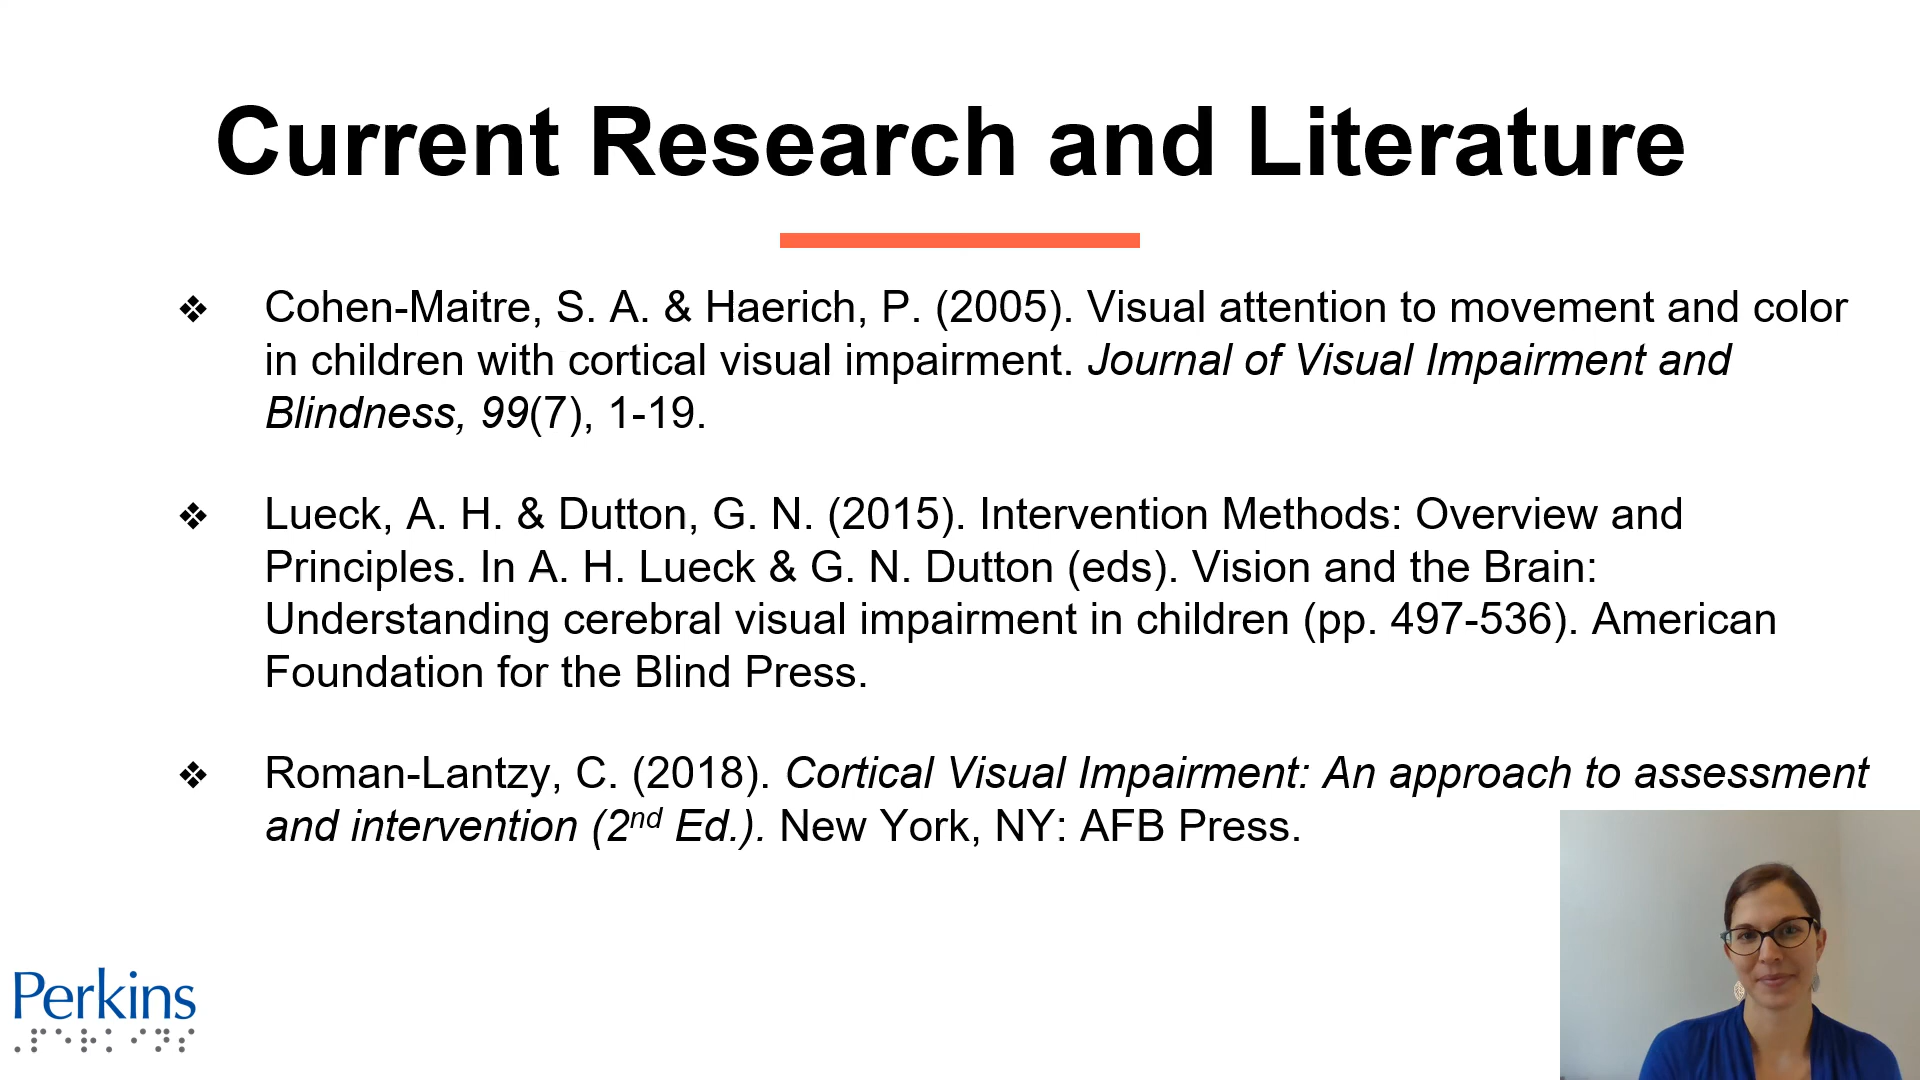 Current Research and Literature
❖ Cohen-Maitre, S. A. & Haerich, P. (2005). Visual attention to movement and color
in children with cortical visual impairment. Journal of Visual Impairment and
Blindness, 99(7), 1-19.
❖ Lueck, A. H. & Dutton, G. N. (2015). Intervention Methods: Overview and
Principles. In A. H. Lueck & G. N. Dutton (eds). Vision and the Brain:
Understanding cerebral visual impairment in children (pp. 497-536). American
Foundation for the Blind Press.
❖ Roman-Lantzy, C. (2018). Cortical Visual Impairment: An approach to assessment
and intervention (2nd Ed.). New York, NY: AFB Press.
Perkins
⠠⠏⠑⠗⠅⠊⠝⠎